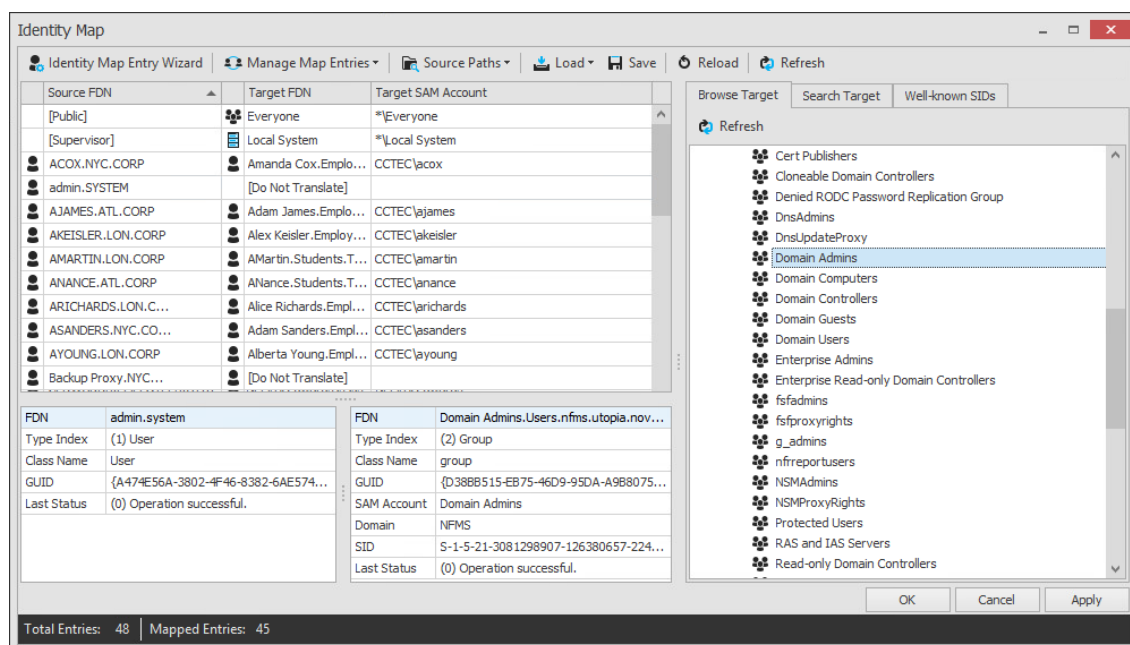 Identity Map
Identity Map Entry Wizard Manage Map Entries Source Paths Load Save Reload Refresh
Source FDN Target FDN Target SAM Account
[Public] Everyone *\Everyone
[Supervisor] Local System *\Local System
ACOX.NYC.CORP Amanda Cox.Emplo... CCTEC\acox
admin.SYSTEM [Do Not Translate]
AJAMES.ATL.CORP Adam James.Emplo... CCTEC\ajames
AKEISLER.LON.CORP Alex Keisler.Employ... CCTEC\akeisler
AMARTIN.LON.CORP AMartin.Students.T... CCTEC\amartin
ANANCE.ATL.CORP ANance.Students.T... CCTEC\anance
ARICHARDS.LON.C... Alice Richards.Empl... CCTEC\arichards
ASANDERS.NYC.CO... Adam Sanders.Empl... CCTEC\asanders
AYOUNG.LON.CORP Alberta Young.Empl... CCTEC\ayoung
Backup Proxy.NYC... [Do Not Translate]
FDN admin.system
Type Index (1) User
Class Name User
GUID {A474E56A-3802-4F46-8382-6AE574...
Last Status (0) Operation successful.
FDN Domain Admins.Users.nfms.utopia.nov...
Type Index (2) Group
Class Name group
GUID {D38BB515-EB75-46D9-95DA-A9B8075...
SAM Account Domain Admins
Domain NFMS
SID S-1-5-21-3081298907-126380657-224...
Last Status (0) Operation successful.
Browse Target Search Target Well-known SIDs
Refresh
Cert Publishers
Cloneable Domain Controllers
Denied RODC Password Replication Group
DnsAdmins
DnsUpdateProxy
Domain Admins
Domain Computers
Domain Controllers
Domain Guests
Domain Users
Enterprise Admins
Enterprise Read-only Domain Controllers
fsfadmins
fsfproxyrights
g_admins
nfrreportusers
NSMAdmins
NSMProxyRights
Protected Users
RAS and IAS Servers
Read-only Domain Controllers
OK Cancel Apply
Total Entries: 48 Mapped Entries: 45